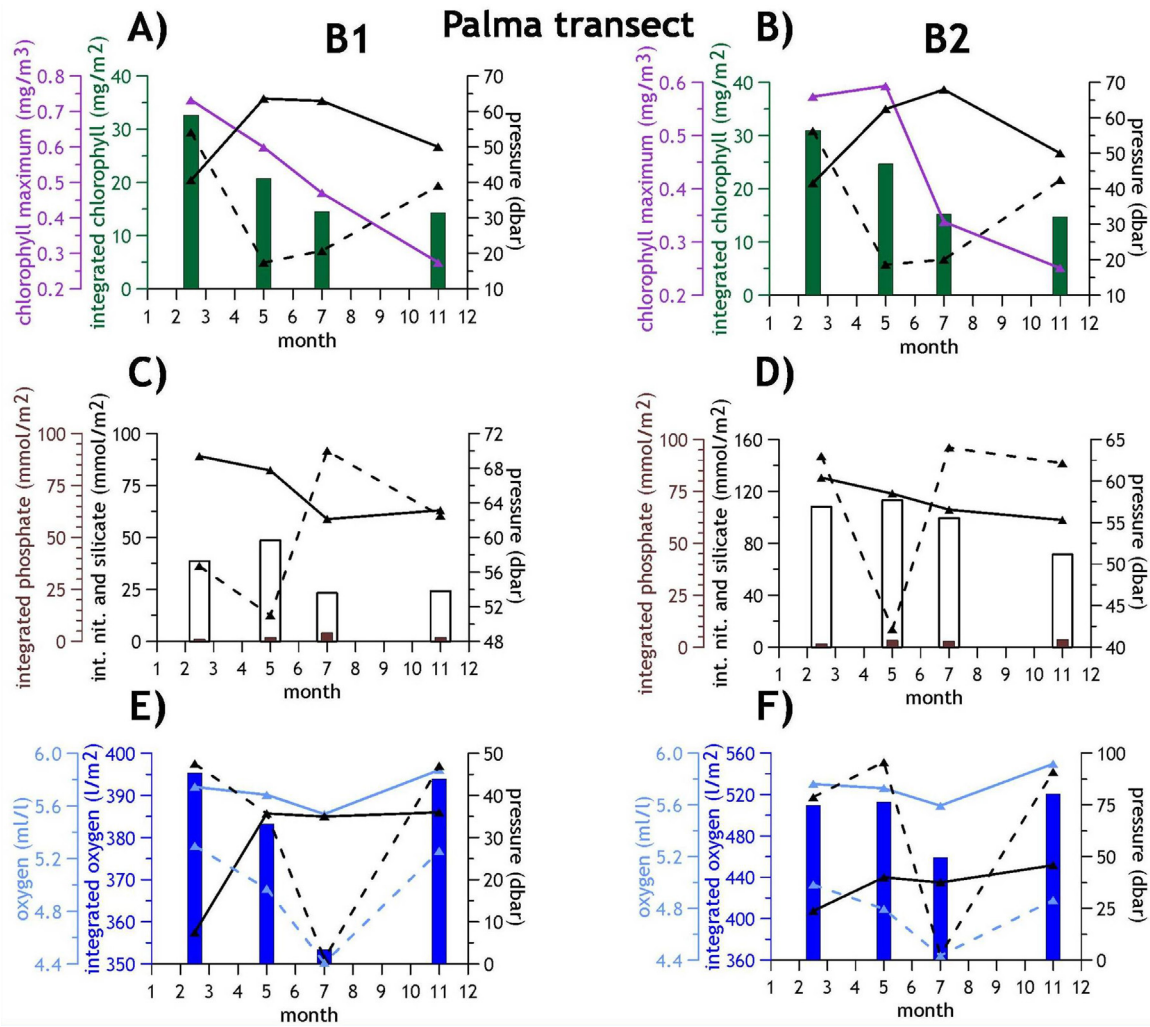 Palma transect
A)
B1
chlorophyll maximum (mg/m3)
0.8
0.7
0.6
0.5
0.4
0.3
0.2
integrated chlorophyll (mg/m2)
40
30
20
10
0
70
60
50
40
30
20
10
pressure (dbar)
1 2 3 4 5 6 7 8 9 10 11 12
month
B)
B2
chlorophyll maximum (mg/m3)
0.6
0.5
0.4
0.3
0.2
integrated chlorophyll (mg/m2)
40
30
20
10
0
70
60
50
40
30
20
10
pressure (dbar)
1 2 3 4 5 6 7 8 9 10 11 12
month
C)
integrated phosphate (mmol/m2)
100
75
50
25
0
int. nit. and silicate (mmol/m2)
100
75
50
25
0
72
68
64
60
56
52
48
pressure (dbar)
1 2 3 4 5 6 7 8 9 10 11 12
month
D)
integrated phosphate (mmol/m2)
100
75
50
25
0
int. nit. and silicate (mmol/m2)
160
120
80
40
0
65
60
55
50
45
40
pressure (dbar)
1 2 3 4 5 6 7 8 9 10 11 12
month
E)
oxygen (ml/l)
6.0
5.6
5.2
4.8
4.4
integrated oxygen (l/m2)
400
390
380
370
360
350
50
40
30
20
10
0
pressure (dbar)
1 2 3 4 5 6 7 8 9 10 11 12
month
F)
oxygen (ml/l)
6.0
5.6
5.2
4.8
4.4
integrated oxygen (l/m2)
560
520
480
440
400
360
100
75
50
25
0
pressure (dbar)
1 2 3 4 5 6 7 8 9 10 11 12
month